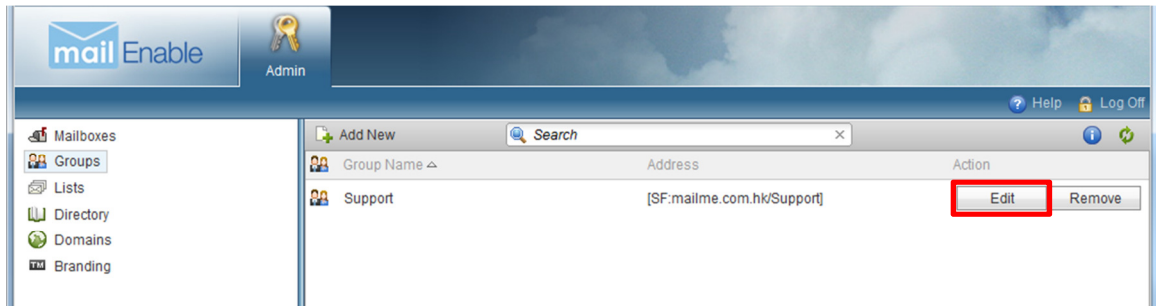 mail Enable
Admin
Help Log Off
Mailboxes
Groups
Lists
Directory
Domains
TM Branding
Add New Search
Group Name Address Action
Support [SF:mailme.com.hk/Support] Edit Remove